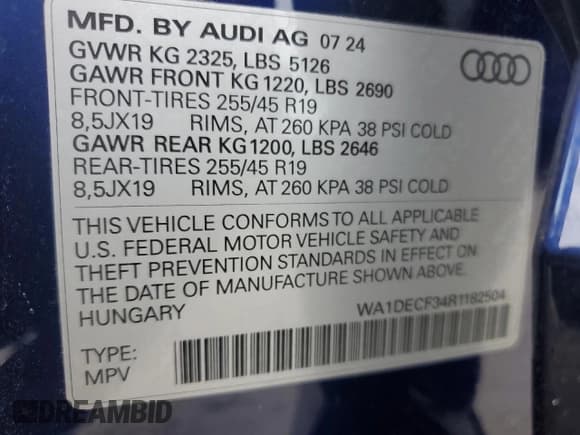 MFD. BY AUDI AG 07 24
GVWR KG 2325, LBS 5126
GAWR FRONT KG 1220, LBS 2690
FRONT-TIRES 255/45 R19
8,5JX19 RIMS, AT 260 KPA 38 PSI COLD
GAWR REAR KG 1200, LBS 2646
REAR-TIRES 255/45 R19
8,5JX19 RIMS, AT 260 KPA 38 PSI COLD
THIS VEHICLE CONFORMS TO ALL APPLICABLE
U.S. FEDERAL MOTOR VEHICLE SAFETY AND
THEFT PREVENTION STANDARDS IN EFFECT ON
THE DATE OF MANUFACTURE SHOWN ABOVE.
HUNGARY WA1DECF34R1182504
TYPE:
MPV
DREAMBID